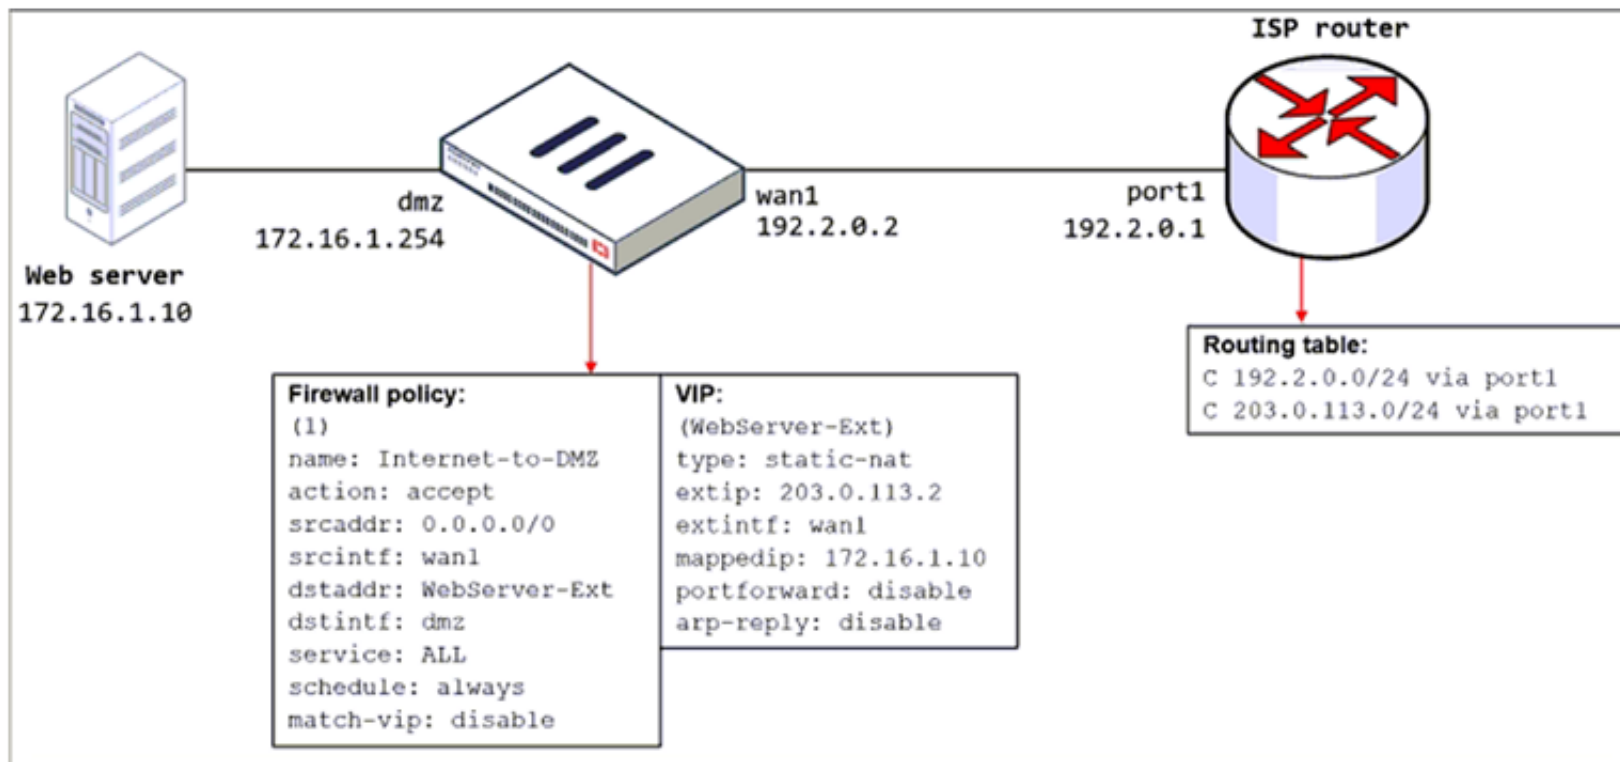 ISP router
dmz
172.16.1.254
wan1
192.2.0.2
port1
192.2.0.1
Web server
172.16.1.10
Routing table:
C 192.2.0.0/24 via port1
C 203.0.113.0/24 via port1
Firewall policy:
(1)
name: Internet-to-DMZ
action: accept
srcaddr: 0.0.0.0/0
srcintf: wan1
dstaddr: WebServer-Ext
dstintf: dmz
service: ALL
schedule: always
match-vip: disable
VIP:
(WebServer-Ext)
type: static-nat
extip: 203.0.113.2
extintf: wan1
mappedip: 172.16.1.10
portforward: disable
arp-reply: disable